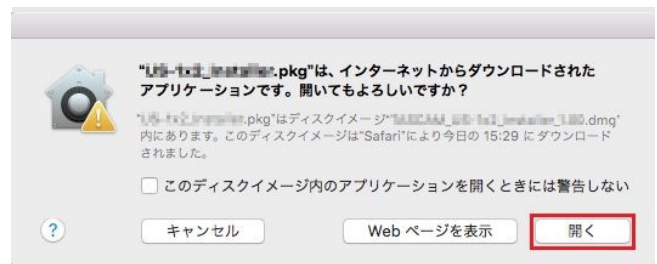 .pkg"は、インターネットからダウンロードされた
アプリケーションです。開いてもよろしいですか？
.pkg"はディスクイメージ" .dmg"
内にあります。このディスクイメージは"Safari"により今日の 15:29 にダウンロード
されました。
このディスクイメージ内のアプリケーションを開くときには警告しない
? キャンセル Web ページを表示 開く